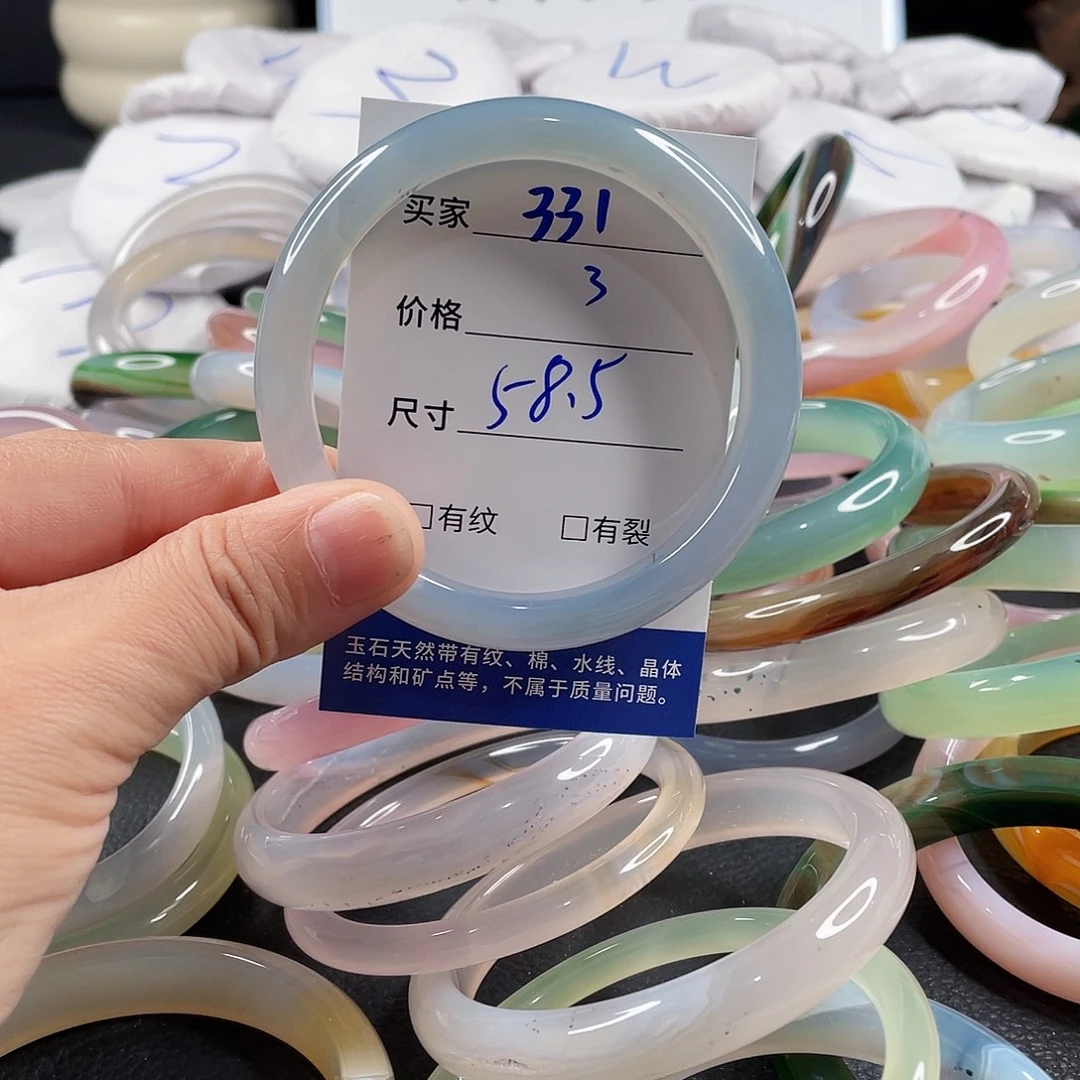 买家 331
3
价格
尺寸 58.5
□有纹 □有裂
玉石天然带有纹、棉、水线、晶体
结构和矿点等，不属于质量问题。